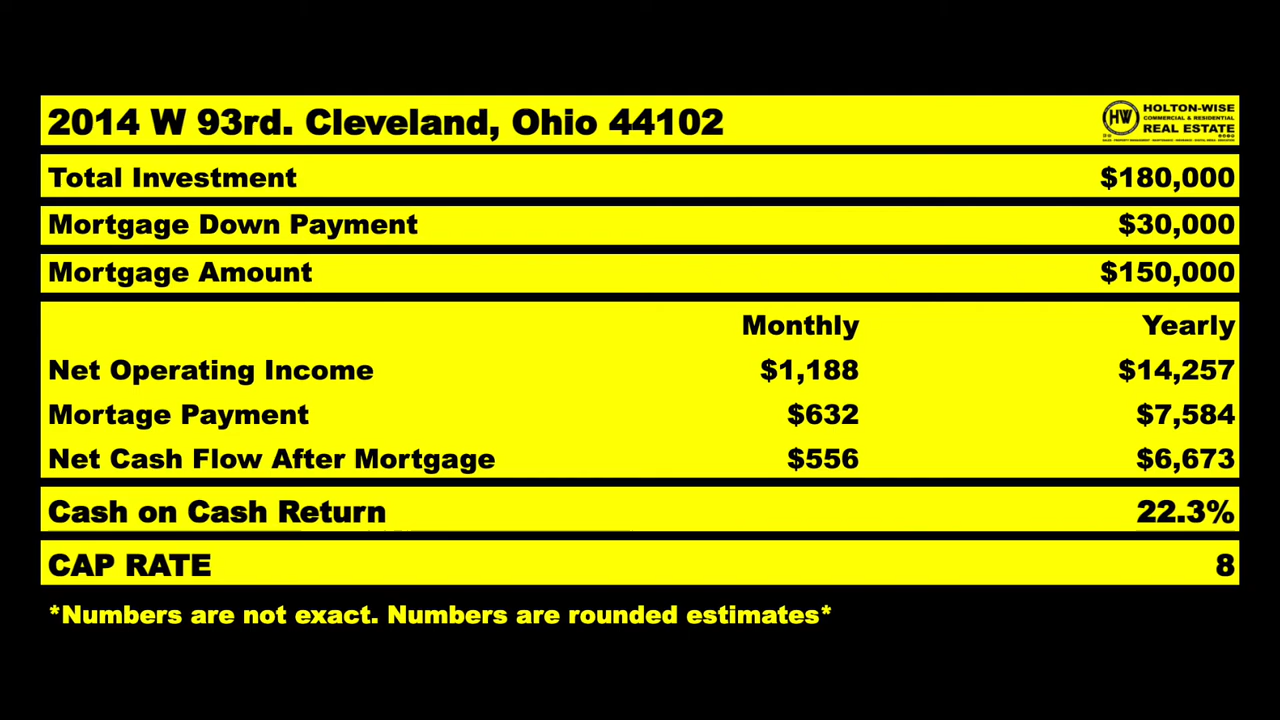 2014 W 93rd. Cleveland, Ohio 44102
HW
HOLTON-WISE
COMMERCIAL & RESIDENTIAL
REAL ESTATE
Total Investment $180,000
Mortgage Down Payment $30,000
Mortgage Amount $150,000
Monthly Yearly
Net Operating Income $1,188 $14,257
Mortage Payment $632 $7,584
Net Cash Flow After Mortgage $556 $6,673
Cash on Cash Return 22.3%
CAP RATE 8
*Numbers are not exact. Numbers are rounded estimates*